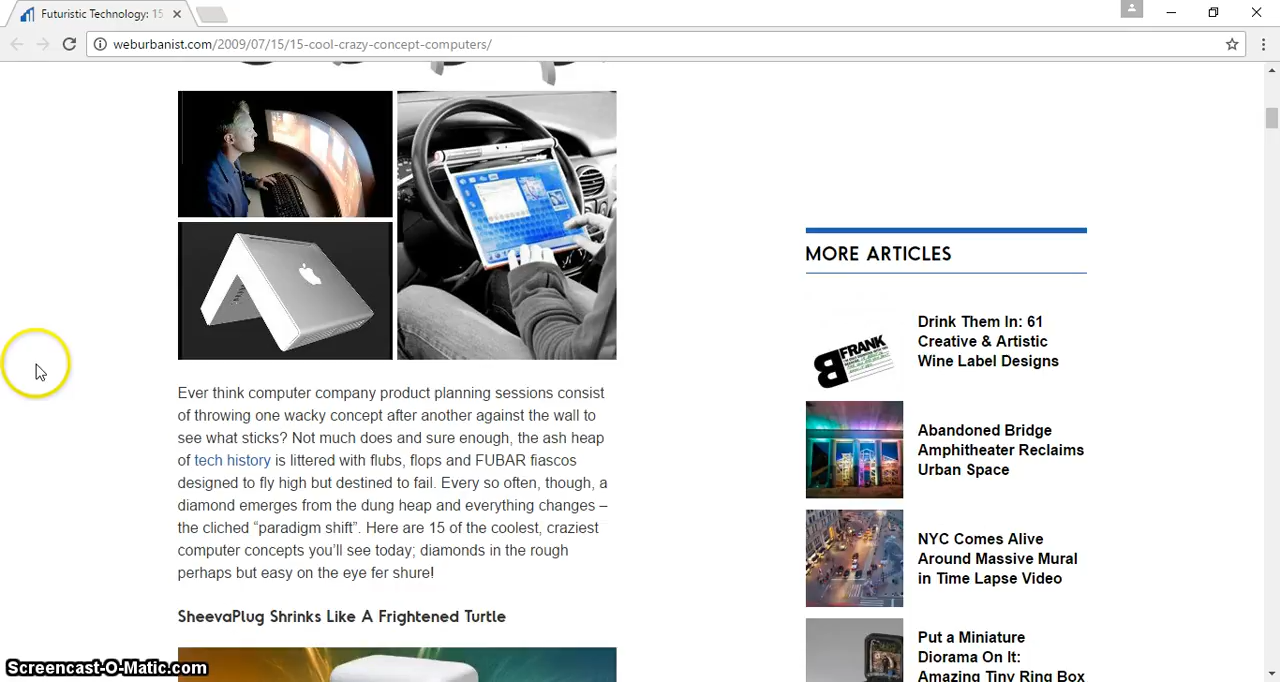 Futuristic Technology: 15
weburbanist.com/2009/07/15/15-cool-crazy-concept-computers/
Ever think computer company product planning sessions consist
of throwing one wacky concept after another against the wall to
see what sticks? Not much does and sure enough, the ash heap
of tech history is littered with flubs, flops and FUBAR fiascos
designed to fly high but destined to fail. Every so often, though, a
diamond emerges from the dung heap and everything changes –
the cliched “paradigm shift”. Here are 15 of the coolest, craziest
computer concepts you’ll see today; diamonds in the rough
perhaps but easy on the eye fer shure!
SheevaPlug Shrinks Like A Frightened Turtle
MORE ARTICLES
B FRANK
Drink Them In: 61
Creative & Artistic
Wine Label Designs
Abandoned Bridge
Amphitheater Reclaims
Urban Space
NYC Comes Alive
Around Massive Mural
in Time Lapse Video
Put a Miniature
Diorama On It:
Amazing Tiny Ring Box
Screencast-O-Matic.com